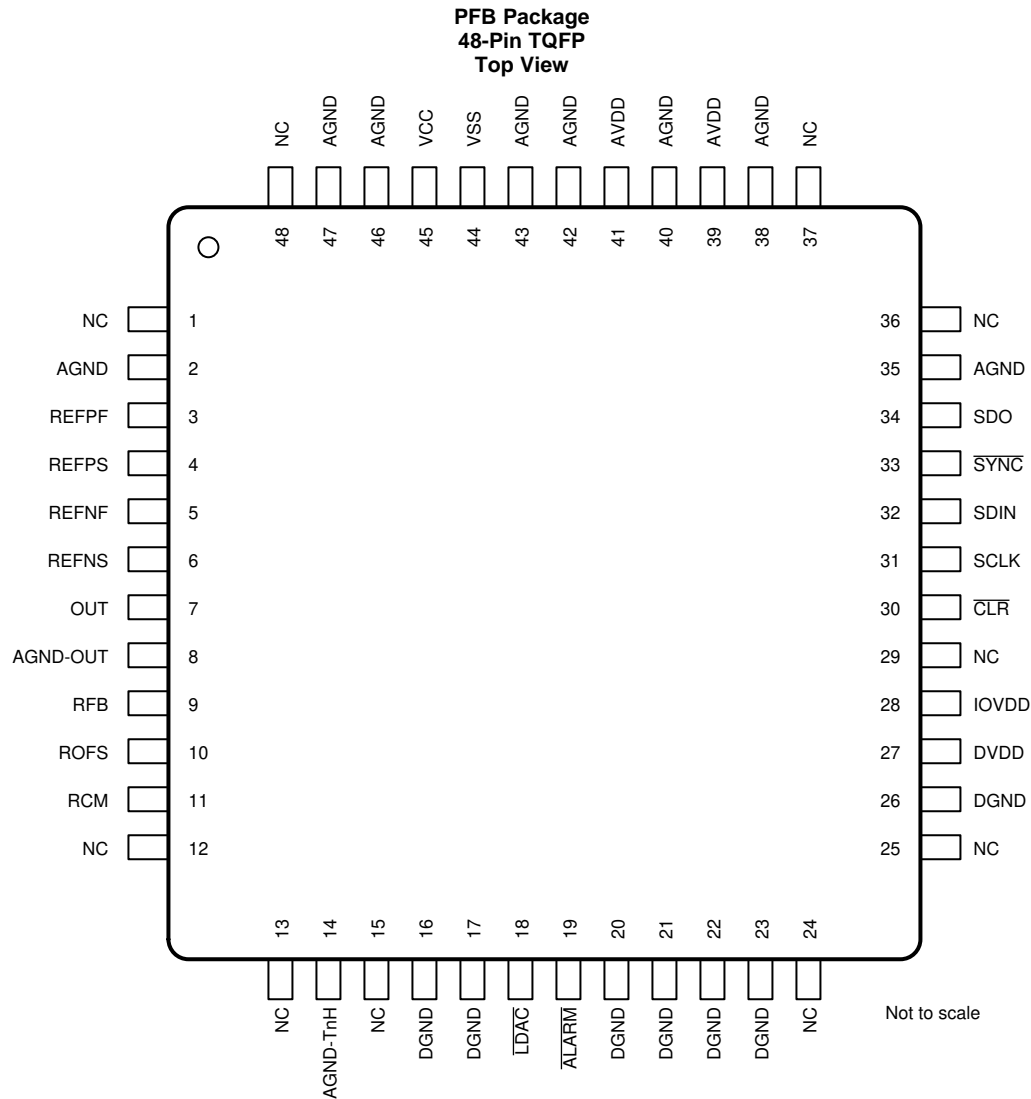 PFB Package
48-Pin TQFP
Top View
NC AGND AGND VCC VSS AGND AGND AVDD AGND AVDD AGND NC
48 47 46 45 44 43 42 41 40 39 38 37
NC 1 36 NC
AGND 2 35 AGND
REFPF 3 34 SDO
REFPS 4 33 SYNC
REFNF 5 32 SDIN
REFNS 6 31 SCLK
OUT 7 30 CLR
AGND-OUT 8 29 NC
RFB 9 28 IOVDD
ROFS 10 27 DVDD
RCM 11 26 DGND
NC 12 25 NC
13 14 15 16 17 18 19 20 21 22 23 24
NC AGND-TnH NC DGND DGND LDAC ALARM DGND DGND DGND DGND NC
Not to scale